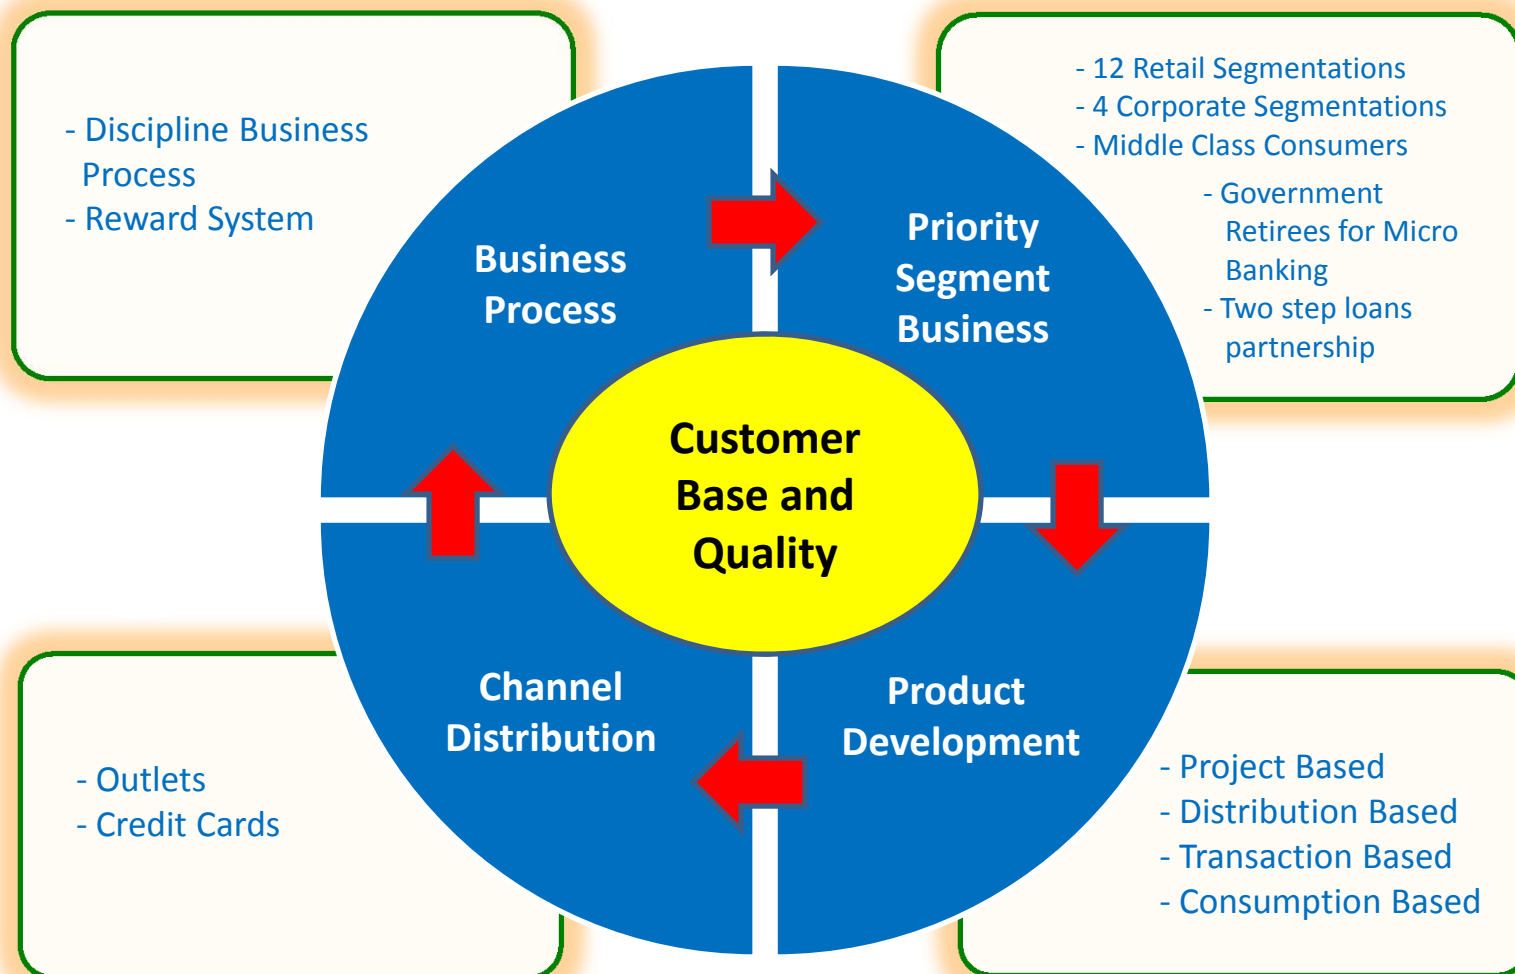 - Discipline Business
Process
- Reward System
- 12 Retail Segmentations
- 4 Corporate Segmentations
- Middle Class Consumers
- Government
Retirees for Micro
Banking
- Two step loans
partnership
Business
Process
Priority
Segment
Business
Customer
Base and
Quality
Channel
Distribution
Product
Development
- Outlets
- Credit Cards
- Project Based
- Distribution Based
- Transaction Based
- Consumption Based